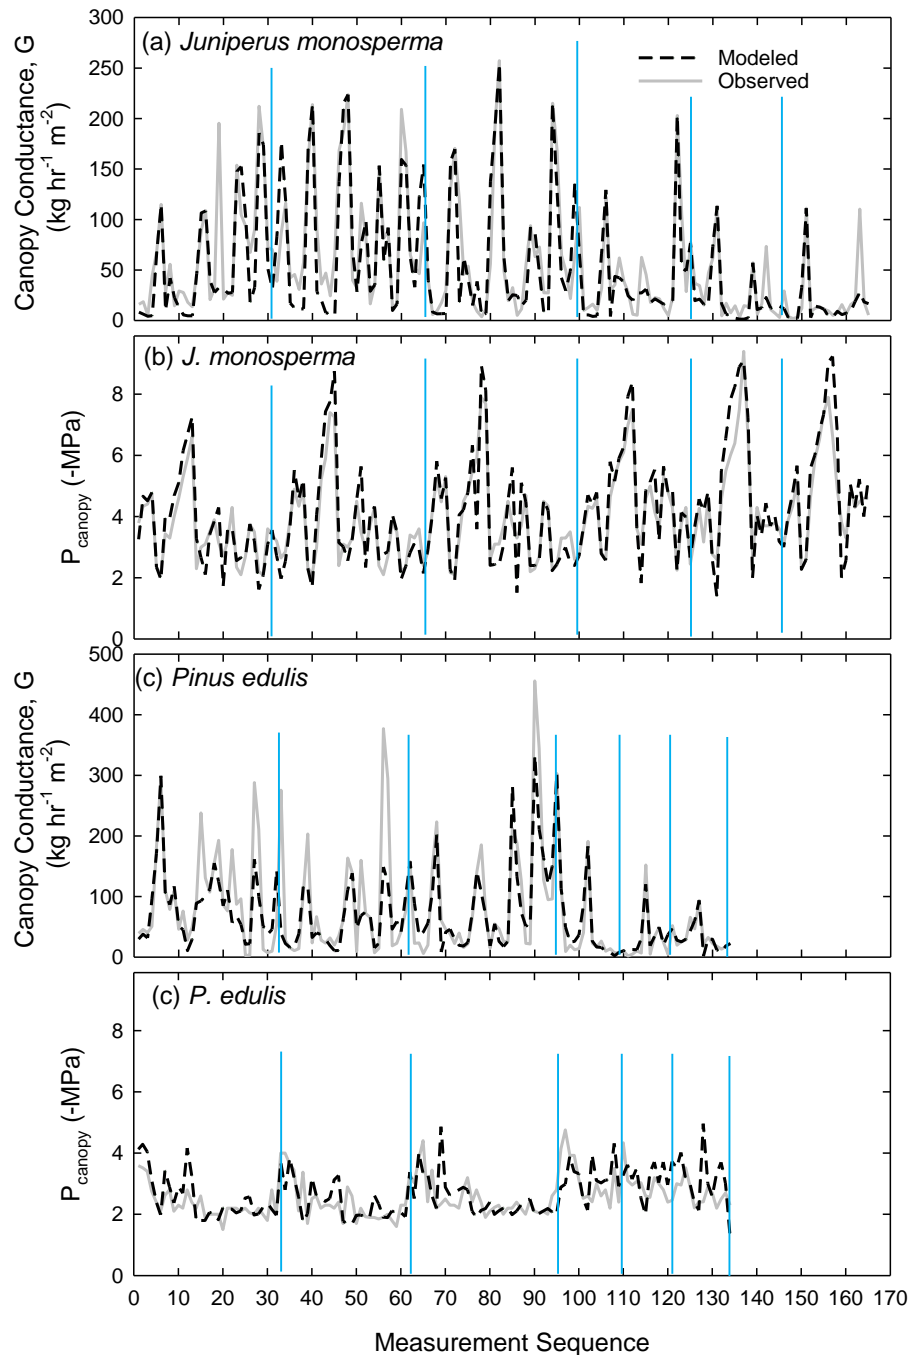 300
(a) Juniperus monosperma
Modeled
Observed
250
200
150
100
50
0
Canopy Conductance, G
(kg hr-1 m-2)
(b) J. monosperma
8
6
4
2
0
Pcanopy (-MPa)
500
(c) Pinus edulis
400
300
200
100
0
Canopy Conductance, G
(kg hr-1 m-2)
(c) P. edulis
8
6
4
2
0
Pcanopy (-MPa)
0 10 20 30 40 50 60 70 80 90 100 110 120 130 140 150 160 170
Measurement Sequence